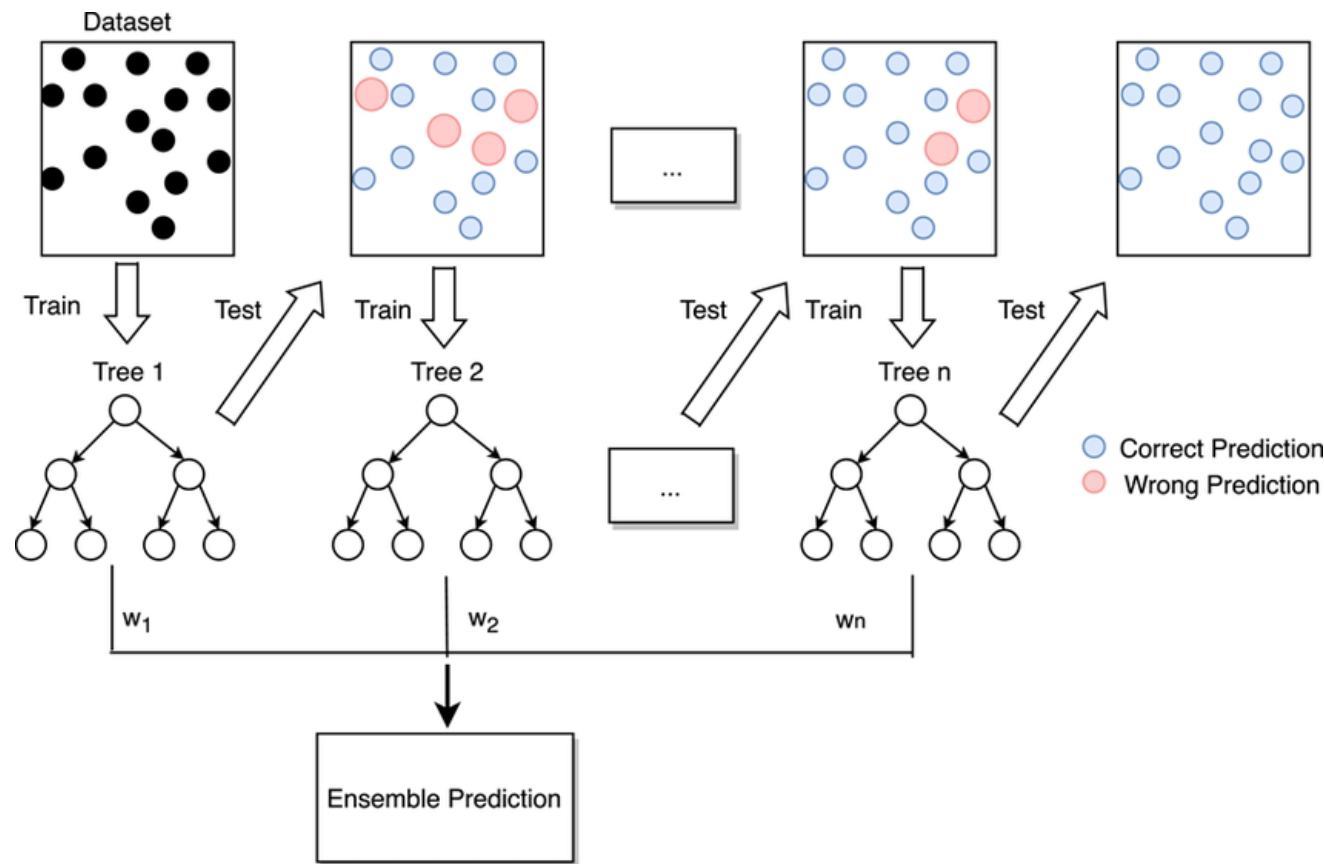 Dataset
...
Train
Test
Train
Test
Train
Test
Tree 1
Tree 2
Tree n
Correct Prediction
Wrong Prediction
...
w1
w2
wn
Ensemble Prediction